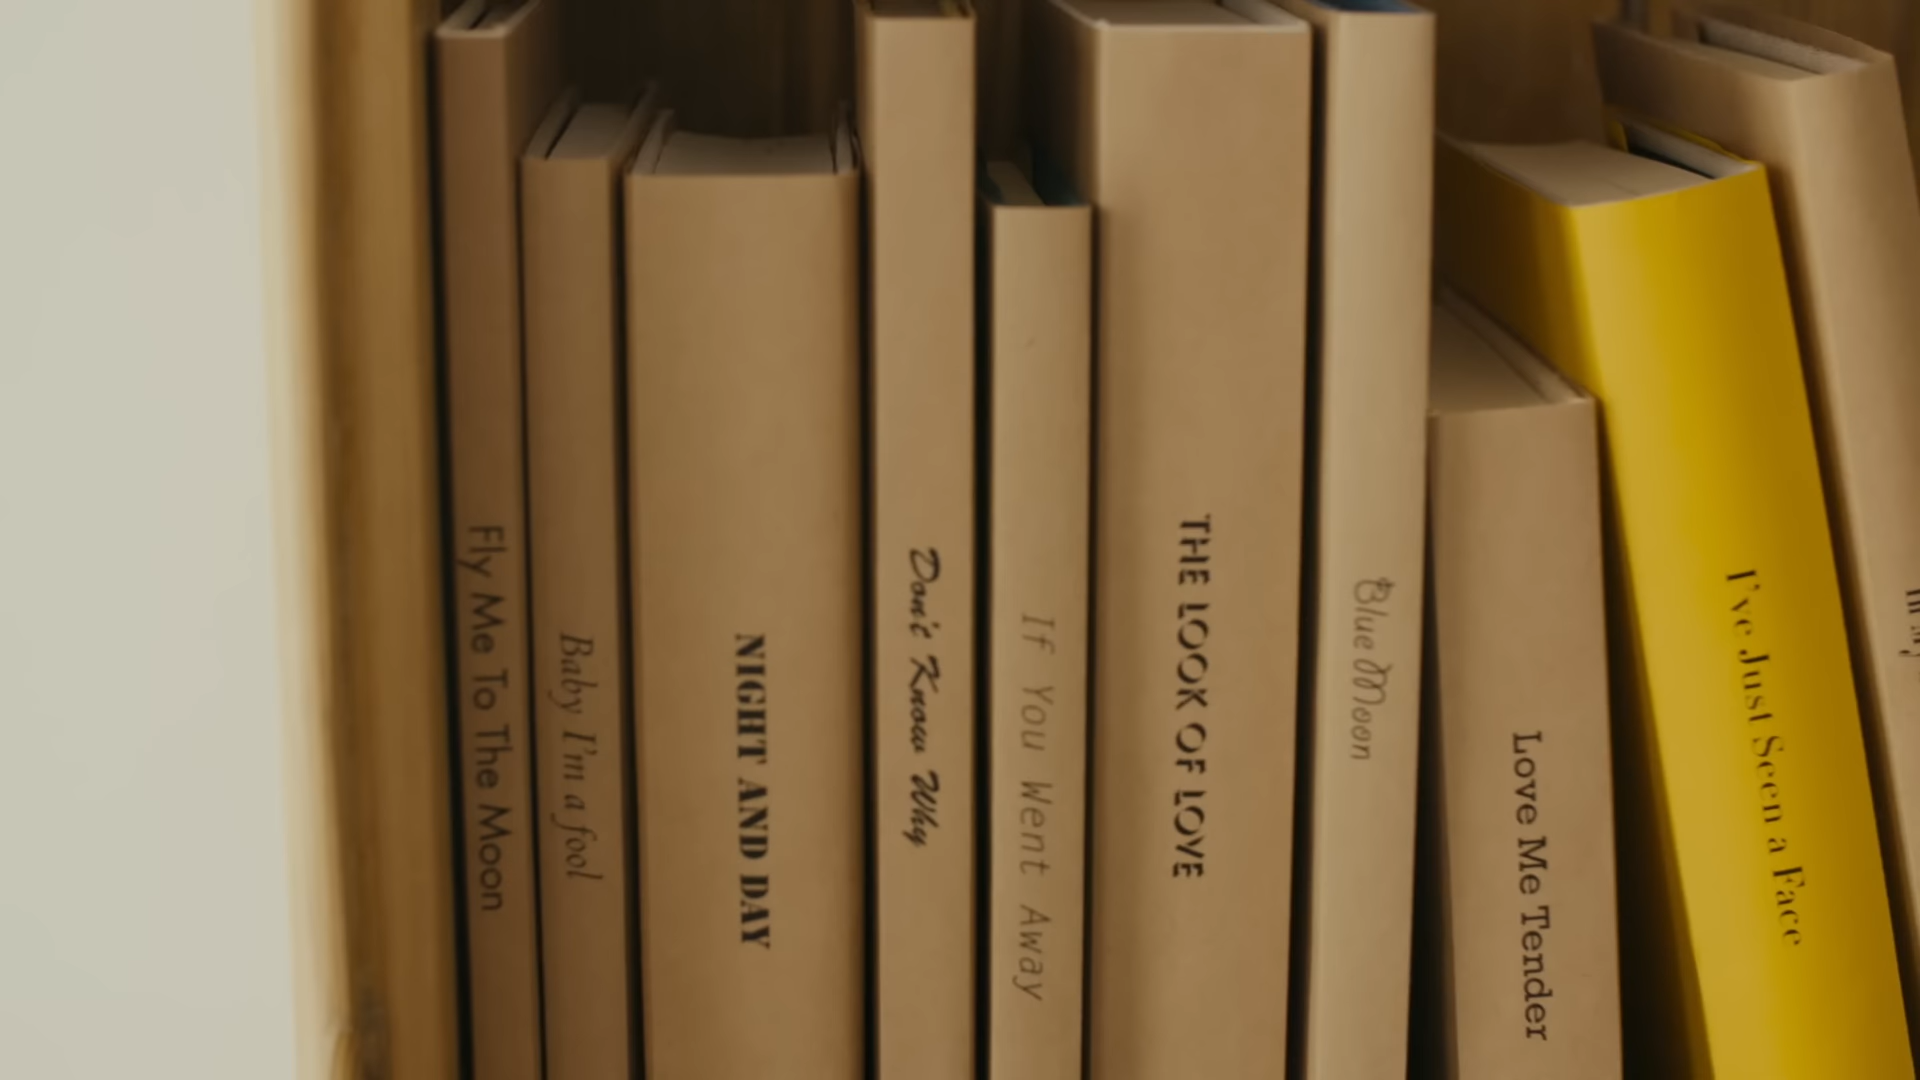 Fly Me To The Moon
Baby I'm a fool
NIGHT AND DAY
Don't Know Why
If You Went Away
THE LOOK OF LOVE
Blue Moon
Love Me Tender
I've Just Seen a Face